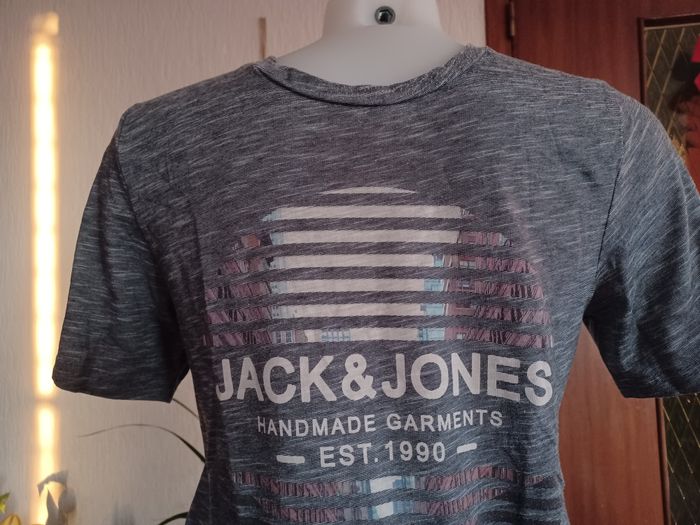 JACK&JONES
HANDMADE GARMENTS
- EST.1990 -